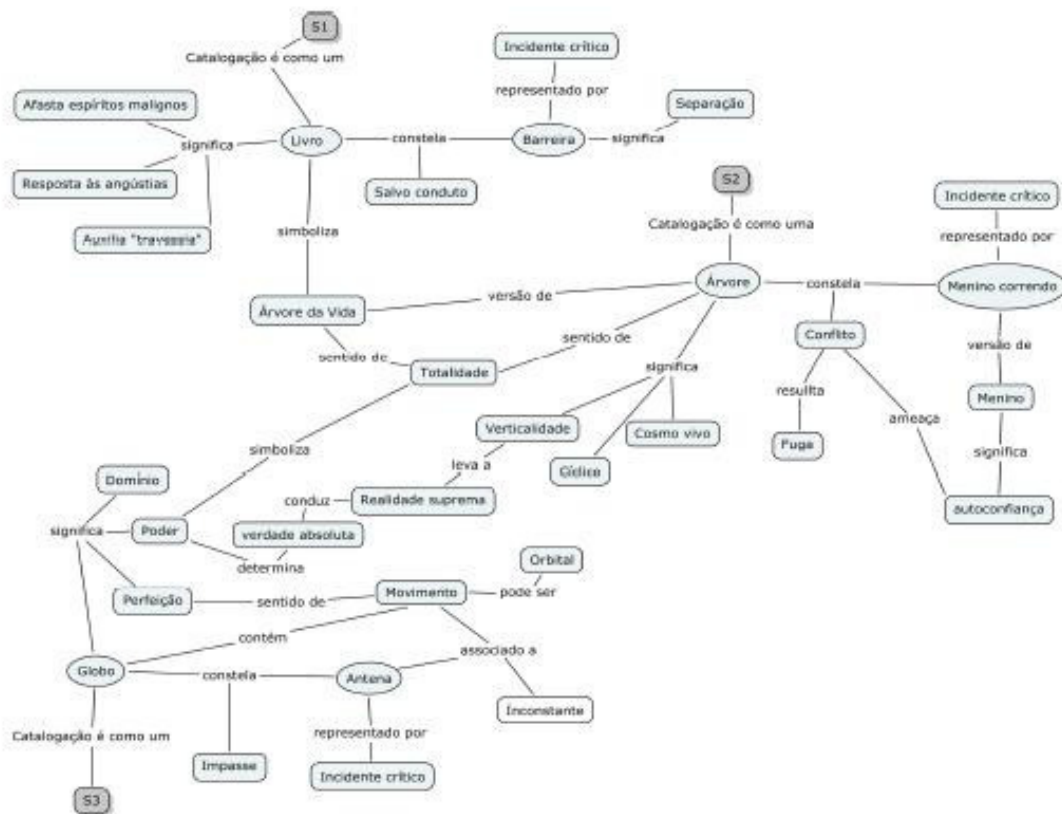 S1
Catalogação é como um
Incidente crítico
representado por
Afasta espíritos malignos
Separação
significa
Livro
constela
Barreira
significa
Resposta às angústias
Salvo conduto
S2
Incidente crítico
Auxilia "travessia"
simboliza
Catalogação é como uma
representado por
Árvore
constela
Menino correndo
versão de
Árvore da Vida
sentido de
Conflito
versão de
sentido de
Totalidade
significa
resulta
Menino
ameaça
Verticalidade
Cosmo vivo
Fuga
simboliza
significa
leva a
Cíclico
Domínio
conduz
Realidade suprema
autoconfiança
significa
Poder
verdade absoluta
determina
Orbital
Perfeição
sentido de
Movimento
pode ser
contém
associado a
Globo
constela
Antena
Inconstante
Catalogação é como um
representado por
Impasse
Incidente crítico
S3